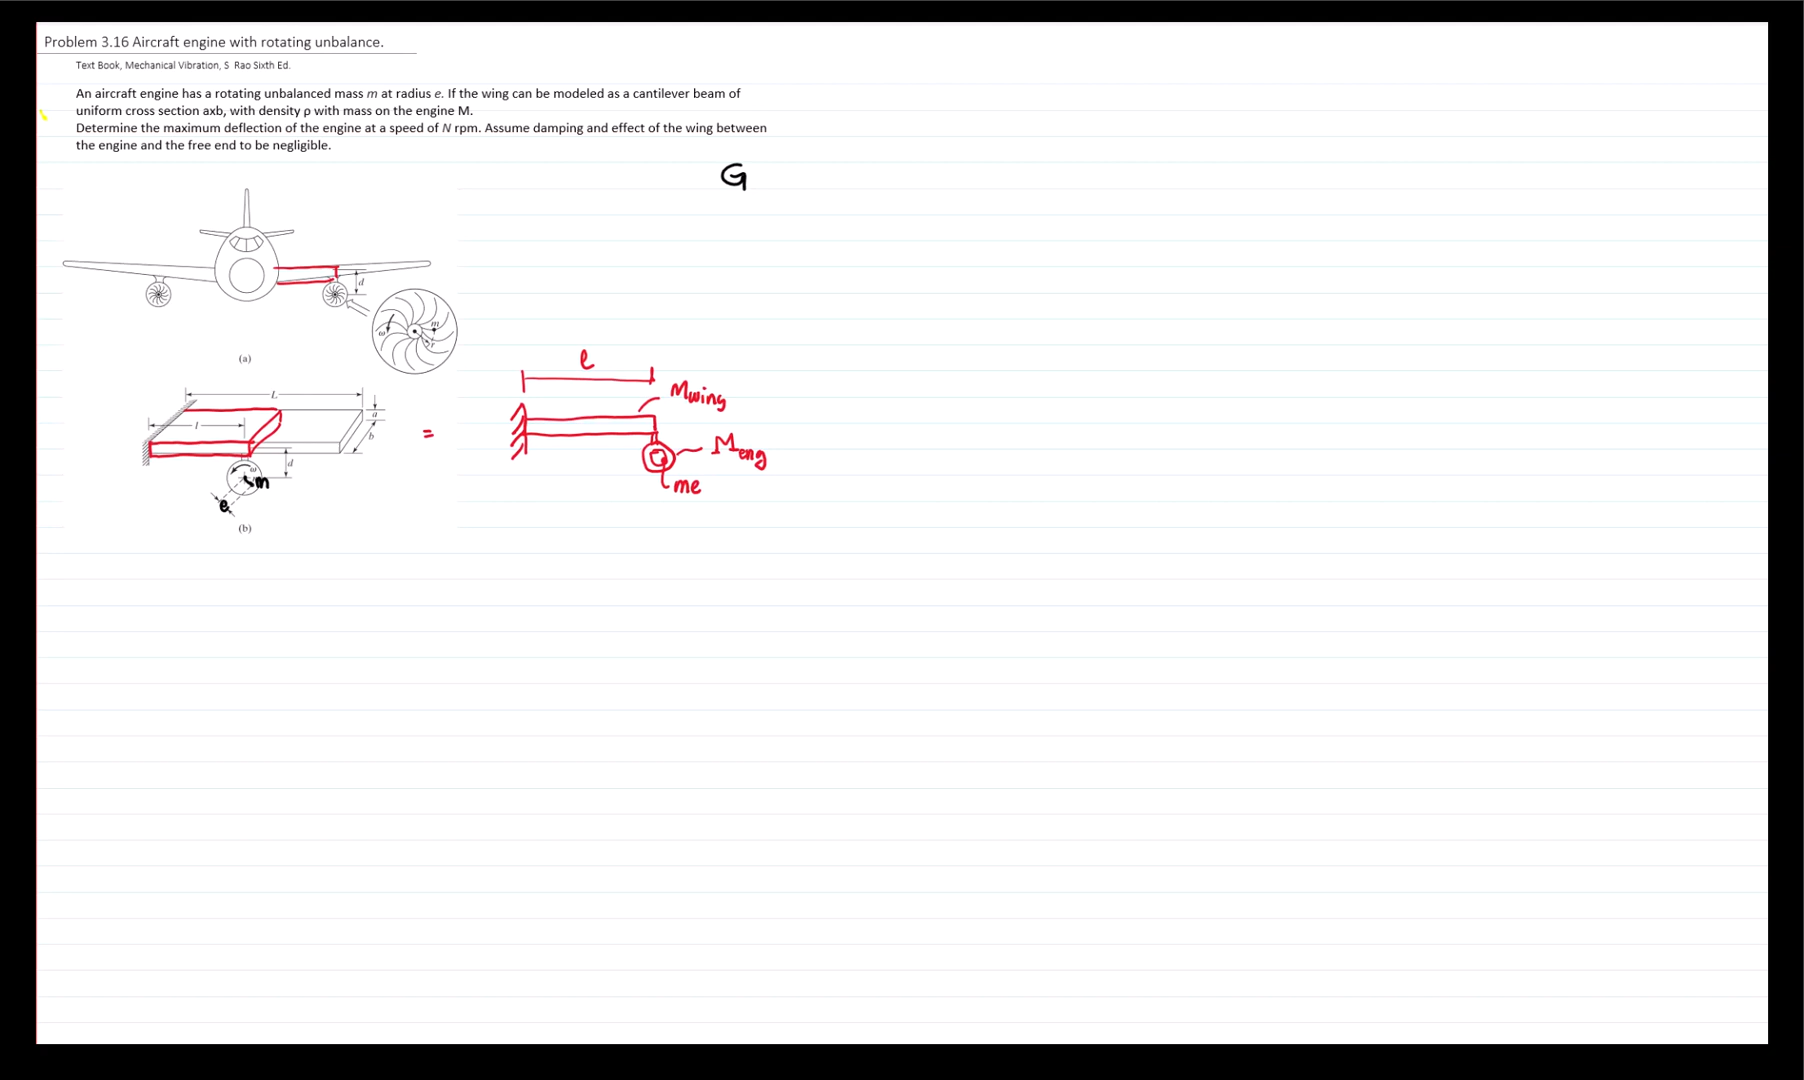 Problem 3.16 Aircraft engine with rotating unbalance.
Text Book, Mechanical Vibration, S Rao Sixth Ed.
An aircraft engine has a rotating unbalanced mass m at radius e. If the wing can be modeled as a cantilever beam of
uniform cross section axb, with density ρ with mass on the engine M.
Determine the maximum deflection of the engine at a speed of N rpm. Assume damping and effect of the wing between
the engine and the free end to be negligible.
G
d
m
ω
r
(a)
L
a
l
b
d
ω
m
e
(b)
=
l
Mwing
Meng
me